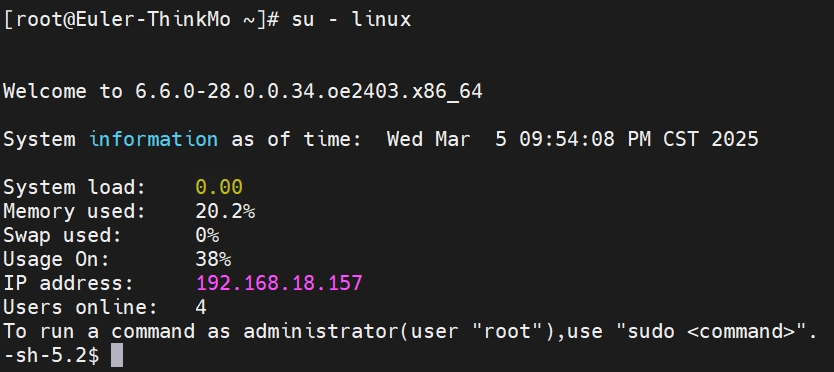 [root@Euler-ThinkMo ~]# su - linux
Welcome to 6.6.0-28.0.0.34.oe2403.x86_64
System information as of time:  Wed Mar  5 09:54:08 PM CST 2025
System load:    0.00
Memory used:    20.2%
Swap used:      0%
Usage On:       38%
IP address:     192.168.18.157
Users online:   4
To run a command as administrator(user "root"),use "sudo <command>".
-sh-5.2$